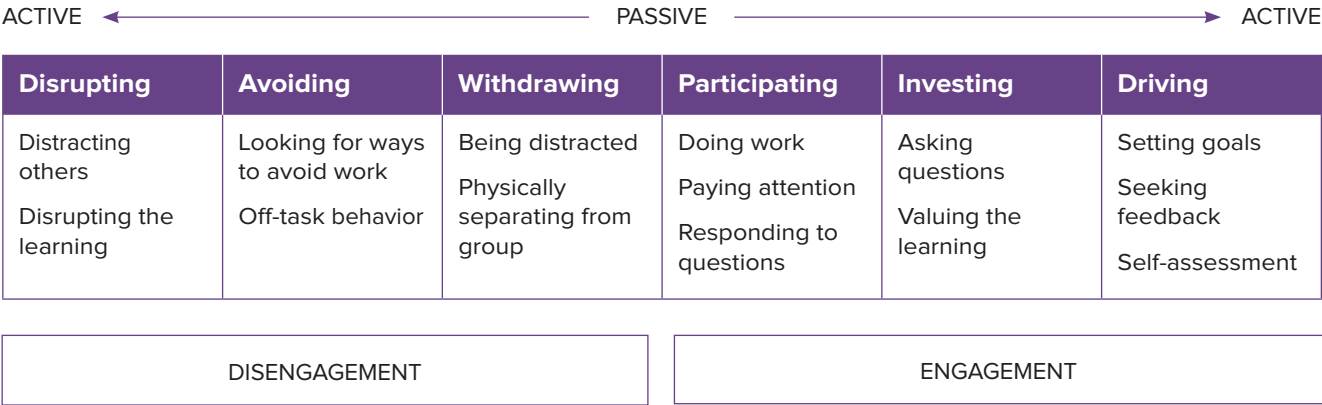 ACTIVE PASSIVE ACTIVE
Disrupting Avoiding Withdrawing Participating Investing Driving
Distracting
others
Disrupting the
learning
Looking for ways
to avoid work
Off-task behavior
Being distracted
Physically
separating from
group
Doing work
Paying attention
Responding to
questions
Asking
questions
Valuing the
learning
Setting goals
Seeking
feedback
Self-assessment
DISENGAGEMENT ENGAGEMENT